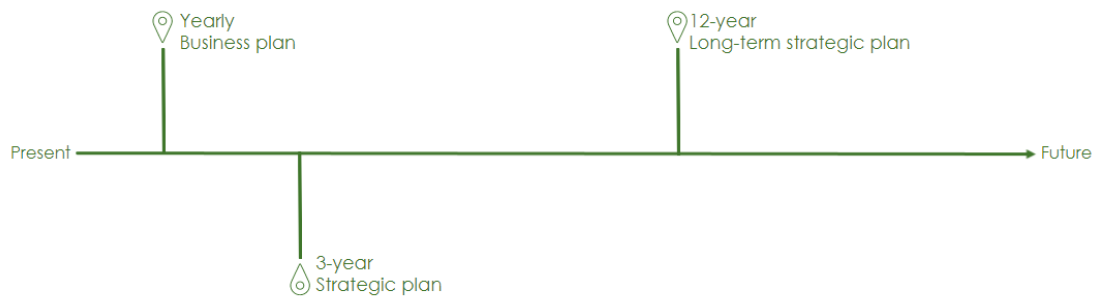 Yearly
Business plan
12-year
Long-term strategic plan
Present
Future
3-year
Strategic plan